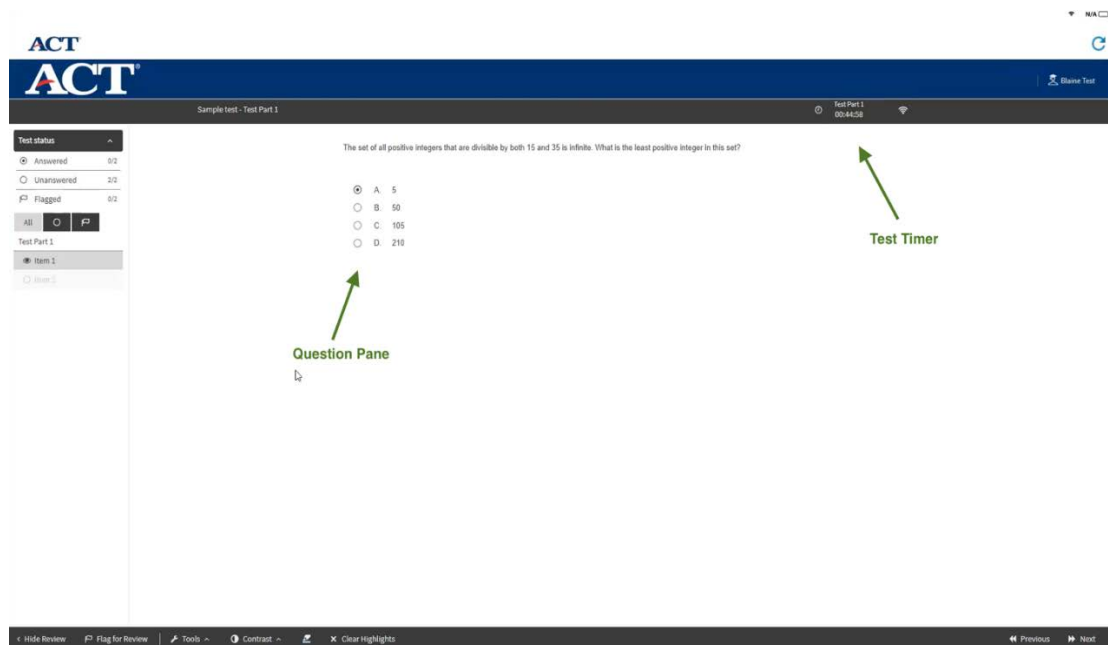 N/A
ACT
ACT®
Blaine Test
Sample test - Test Part 1
Test Part 1
00:44:58
Test status
Answered 0/2
Unanswered 2/2
Flagged 0/2
All
Test Part 1
Item 1
Item 2
The set of all positive integers that are divisible by both 15 and 35 is infinite. What is the least positive integer in this set?
A. 5
B. 50
C. 105
D. 210
Test Timer
Question Pane
< Hide Review Flag for Review Tools Contrast X Clear Highlights Previous Next